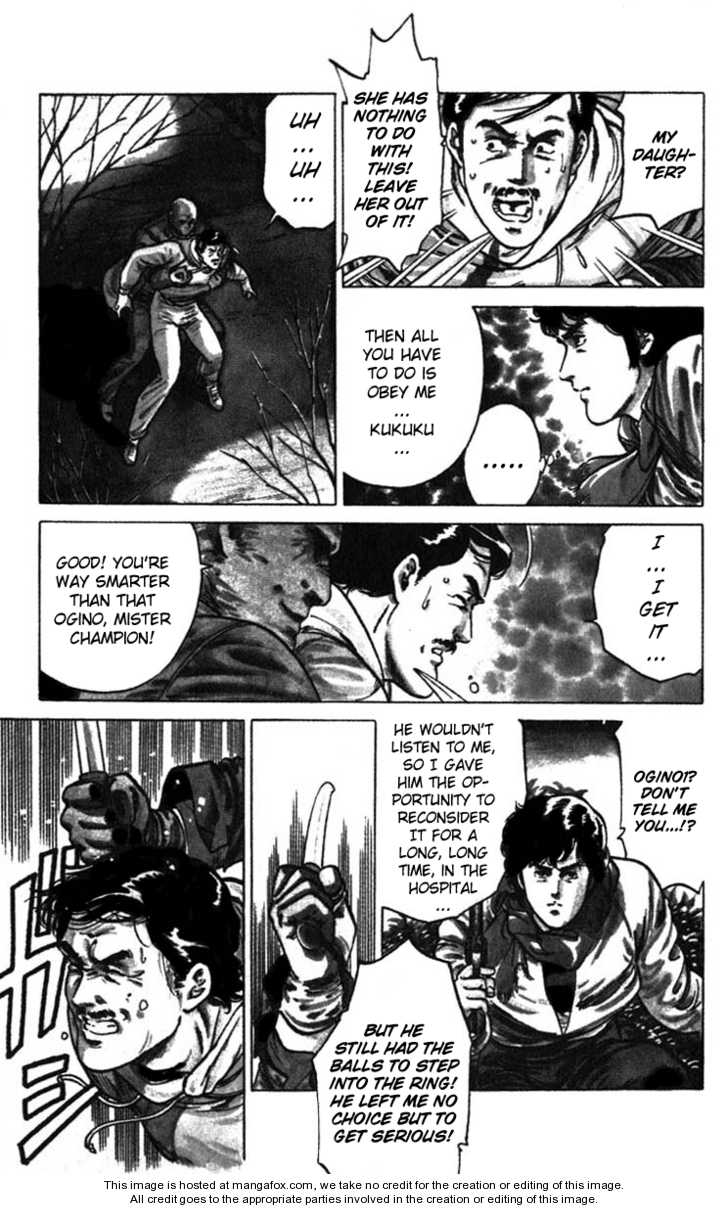 MY
DAUGH-
TER?
SHE HAS
NOTHING
TO DO
WITH
THIS!
LEAVE
HER OUT
OF IT!
UH
...
UH
...
THEN ALL
YOU HAVE
TO DO IS
OBEY ME
...
KUKUKU
...
.....
I
...
I
GET
IT
...
GOOD! YOU'RE
WAY SMARTER
THAN THAT
OGINO, MISTER
CHAMPION!
OGINO!?
DON'T
TELL ME
YOU...!?
HE WOULDN'T
LISTEN TO ME,
SO I GAVE
HIM THE OP-
PORTUNITY TO
RECONSIDER
IT FOR A
LONG, LONG
TIME, IN THE
HOSPITAL
...
BUT HE
STILL HAD THE
BALLS TO STEP
INTO THE RING!
HE LEFT ME NO
CHOICE BUT TO
GET SERIOUS!
This image is hosted at mangafox.com, we take no credit for the creation or editing of this image.
All credit goes to the appropriate parties involved in the creation or editing of this image.